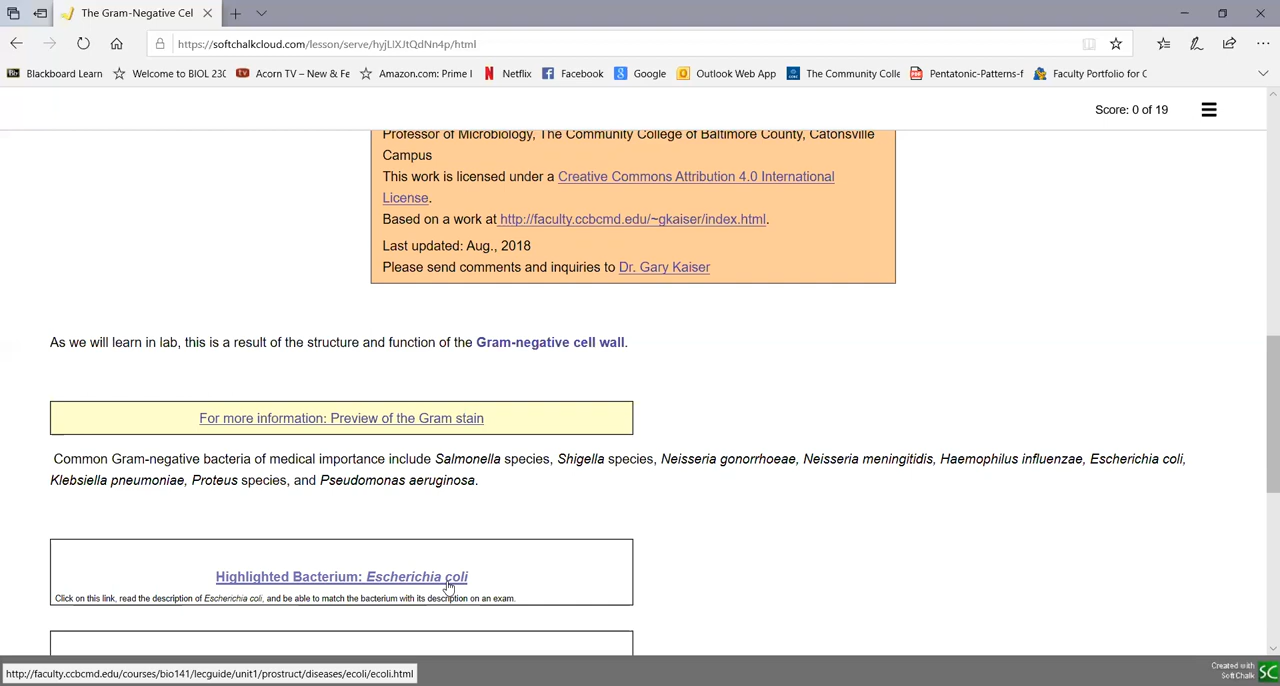 The Gram-Negative Cel
https://softchalkcloud.com/lesson/serve/hyjLlXJtQdNn4p/html
Blackboard Learn
Welcome to BIOL 230
Acorn TV – New & Fe
Amazon.com: Prime I
Netflix
Facebook
Google
Outlook Web App
The Community Colle
Pentatonic-Patterns-f
Faculty Portfolio for C
Score: 0 of 19
Professor of Microbiology, The Community College of Baltimore County, Catonsville
Campus
This work is licensed under a Creative Commons Attribution 4.0 International
License.
Based on a work at http://faculty.ccbcmd.edu/~gkaiser/index.html.
Last updated: Aug., 2018
Please send comments and inquiries to Dr. Gary Kaiser
As we will learn in lab, this is a result of the structure and function of the Gram-negative cell wall.
For more information: Preview of the Gram stain
Common Gram-negative bacteria of medical importance include Salmonella species, Shigella species, Neisseria gonorrhoeae, Neisseria meningitidis, Haemophilus influenzae, Escherichia coli,
Klebsiella pneumoniae, Proteus species, and Pseudomonas aeruginosa.
Highlighted Bacterium: Escherichia coli
Click on this link, read the description of Escherichia coli, and be able to match the bacterium with its description on an exam.
http://faculty.ccbcmd.edu/courses/bio141/lecguide/unit1/prostruct/diseases/ecoli/ecoli.html
Created with
SoftChalk
SC